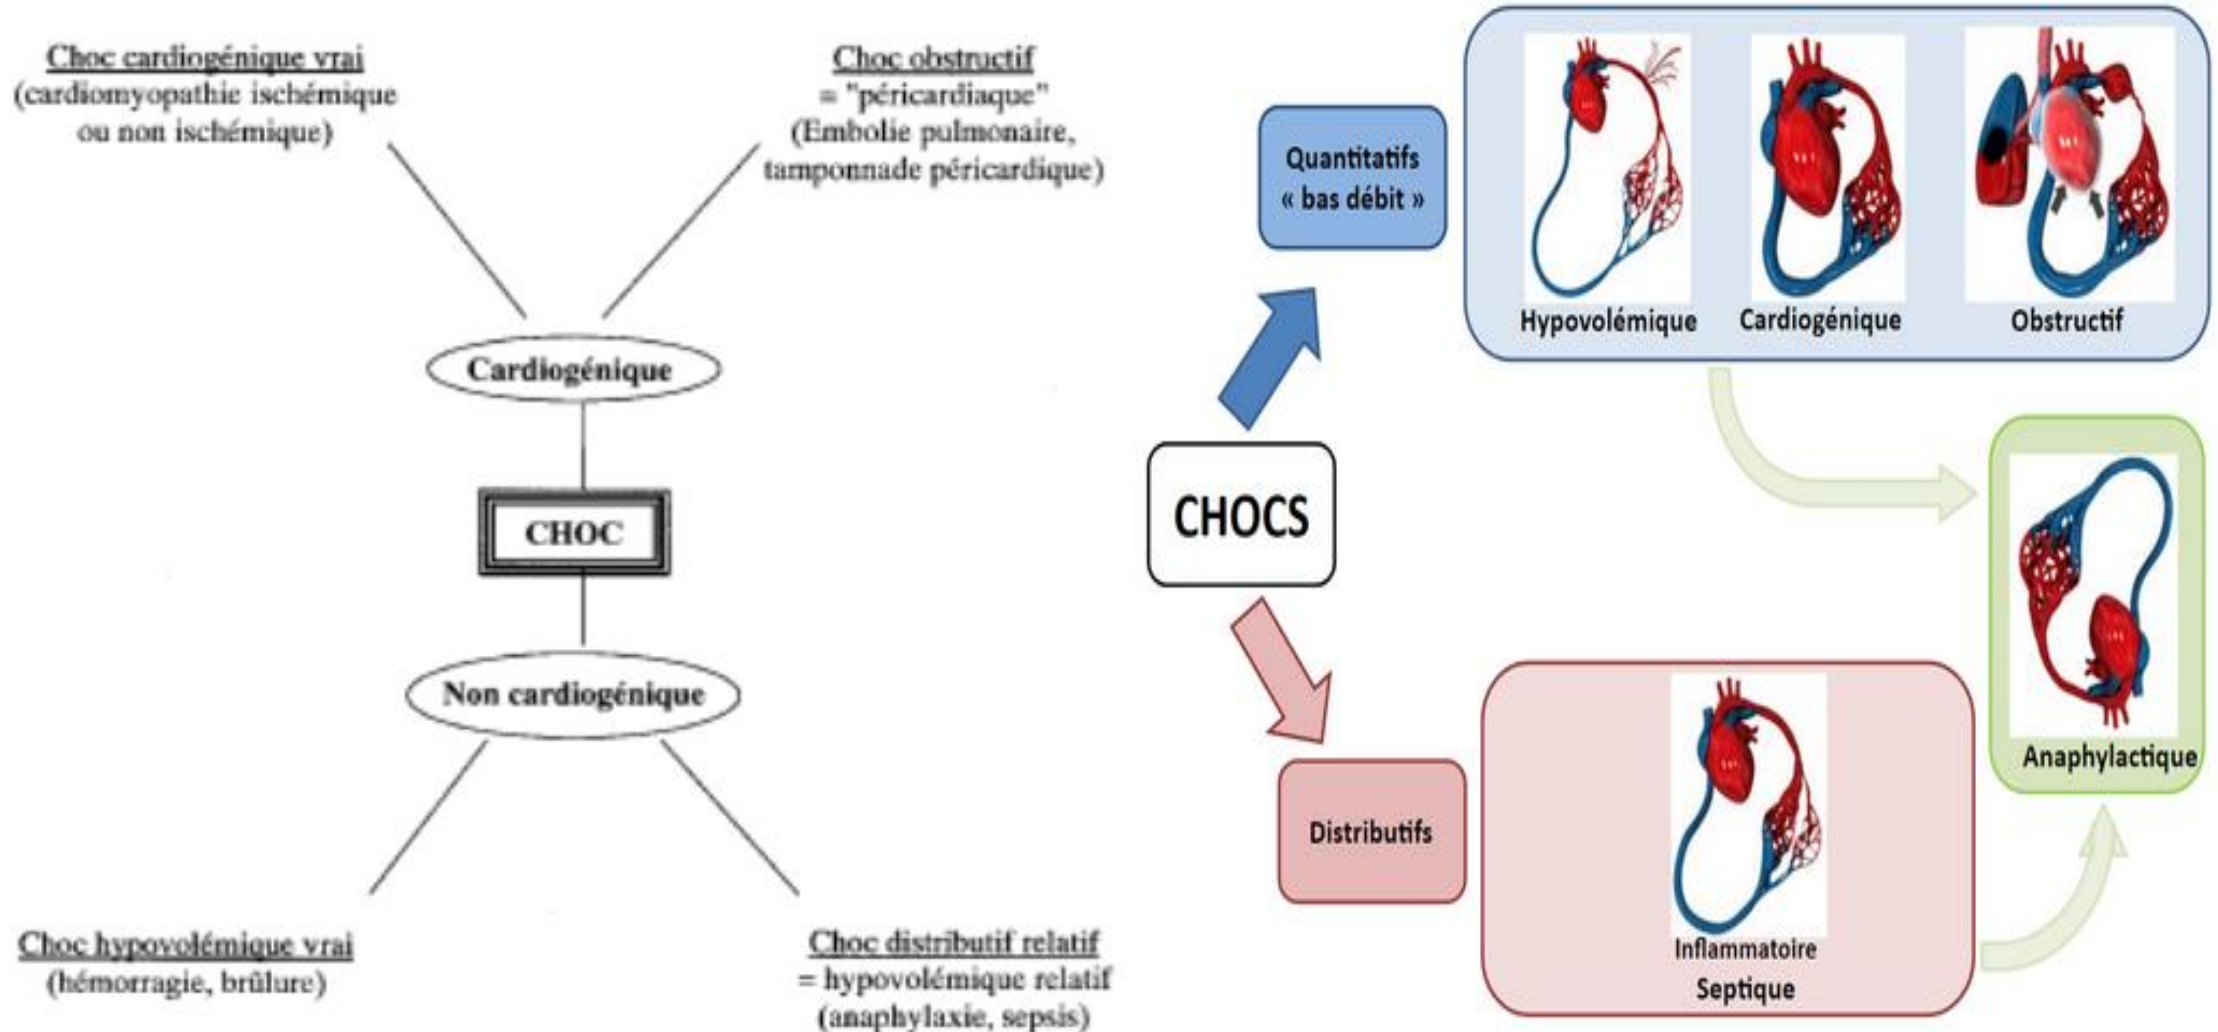 Choc cardiogénique vrai
(cardiomyopathie ischémique
ou non ischémique)
Choc obstructif
= "péricardiaque"
(Embolie pulmonaire,
tamponnade péricardique)
Cardiogénique
CHOC
Non cardiogénique
Choc hypovolémique vrai
(hémorragie, brûlure)
Choc distributif relatif
= hypovolémique relatif
(anaphylaxie, sepsis)
Quantitatifs
« bas débit »
Hypovolémique
Cardiogénique
Obstructif
CHOCS
Anaphylactique
Distributifs
Inflammatoire
Septique